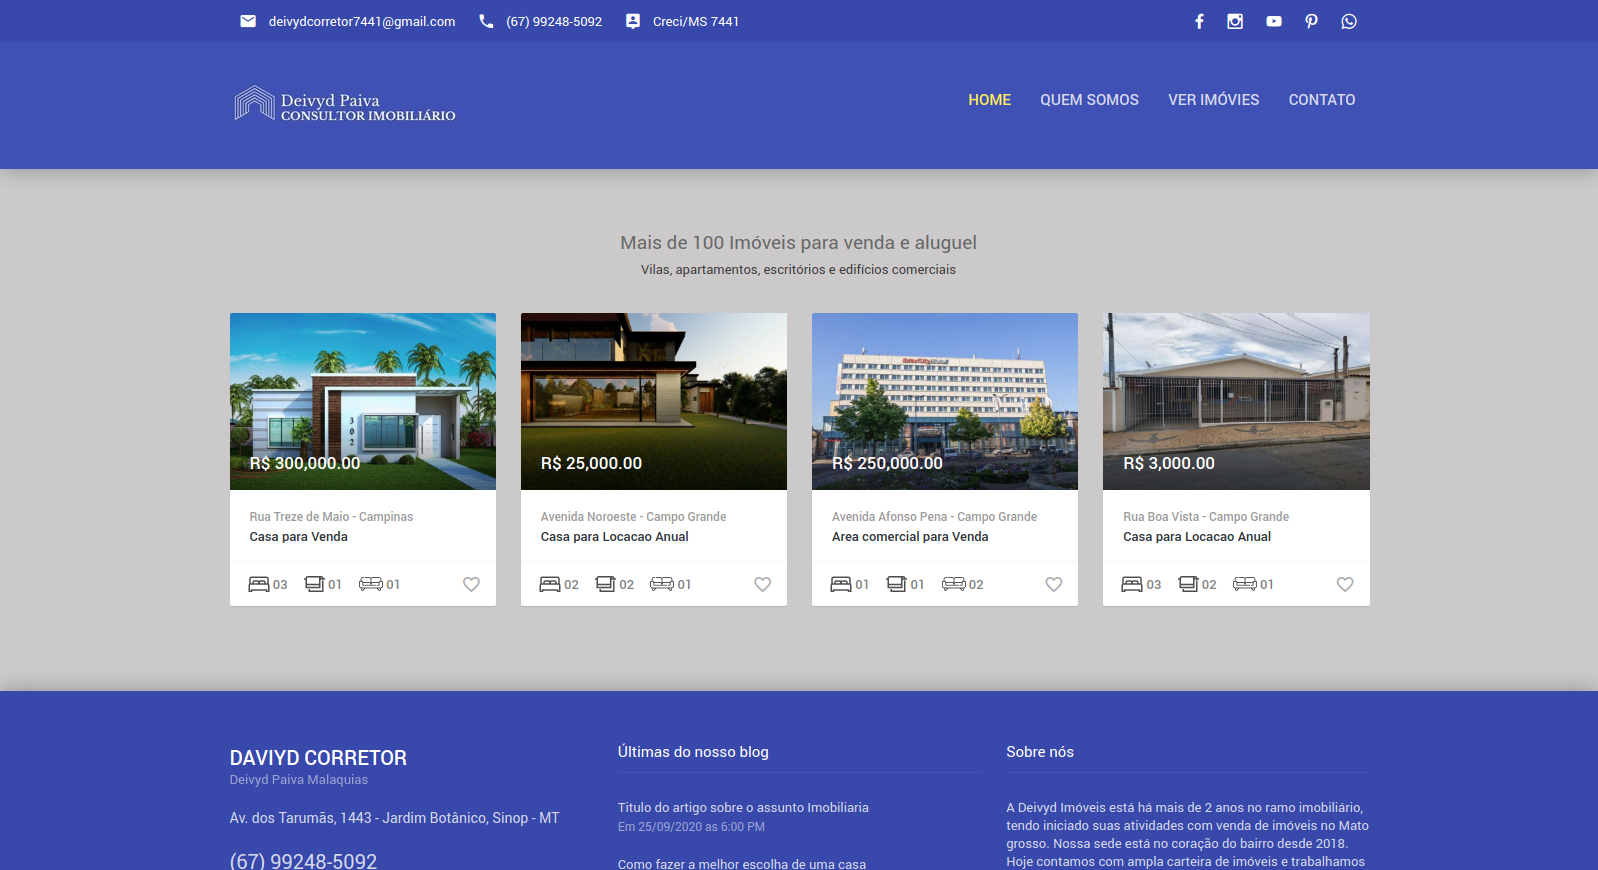 deivydcorretor7441@gmail.com (67) 99248-5092 Creci/MS 7441
Deivyd Paiva
CONSULTOR IMOBILIÁRIO
HOME QUEM SOMOS VER IMÓVIES CONTATO
Mais de 100 Imóveis para venda e aluguel
Vilas, apartamentos, escritórios e edifícios comerciais
302
R$ 300,000.00
Rua Treze de Maio - Campinas
Casa para Venda
03 01 01
R$ 25,000.00
Avenida Noroeste - Campo Grande
Casa para Locacao Anual
02 02 01
R$ 250,000.00
Avenida Afonso Pena - Campo Grande
Area comercial para Venda
01 01 02
R$ 3,000.00
Rua Boa Vista - Campo Grande
Casa para Locacao Anual
03 02 01
DAVIYD CORRETOR
Deivyd Paiva Malaquias
Av. dos Tarumãs, 1443 - Jardim Botânico, Sinop - MT
(67) 99248-5092
Últimas do nosso blog
Titulo do artigo sobre o assunto Imobiliaria
Em 25/09/2020 as 6:00 PM
Como fazer a melhor escolha de uma casa
Sobre nós
A Deivyd Imóveis está há mais de 2 anos no ramo imobiliário,
tendo iniciado suas atividades com venda de imóveis no Mato
grosso. Nossa sede está no coração do bairro desde 2018.
Hoje contamos com ampla carteira de imóveis e trabalhamos